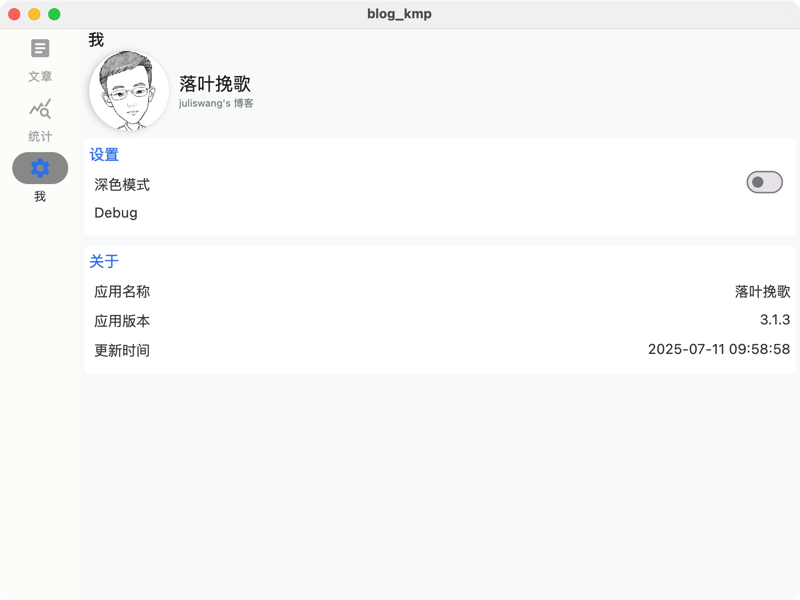 blog_kmp
文章
统计
我
我
落叶挽歌
juliswang's 博客
设置
深色模式
Debug
关于
应用名称 落叶挽歌
应用版本 3.1.3
更新时间 2025-07-11 09:58:58